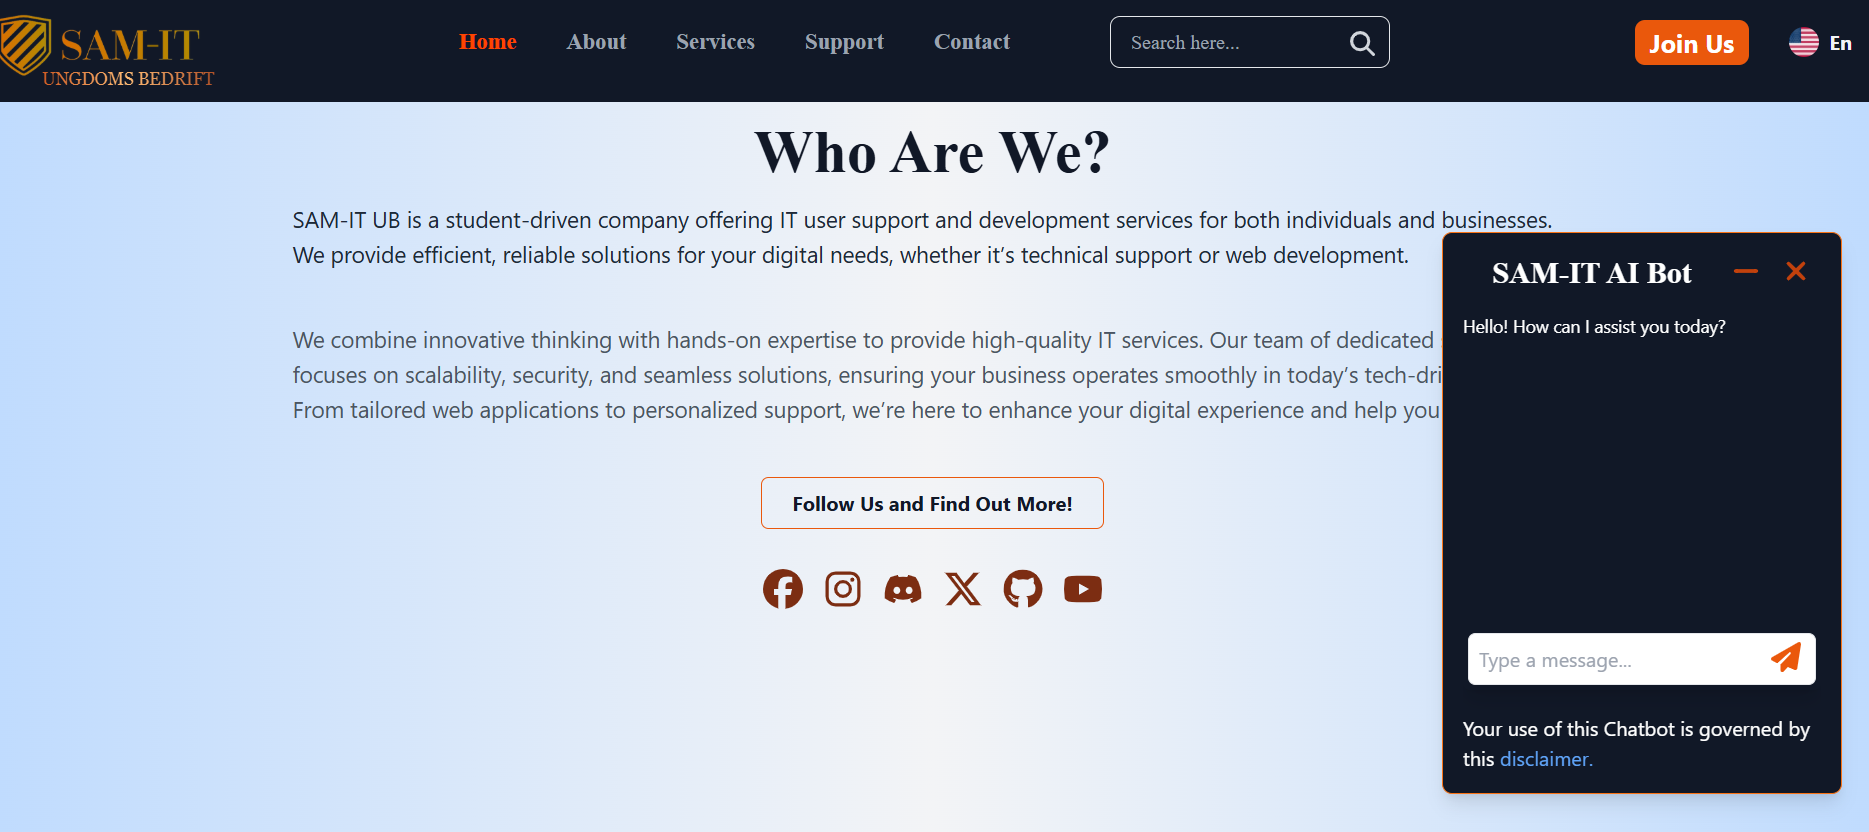 SAM-IT
UNGDOMS BEDRIFT
Home
About
Services
Support
Contact
Search here...
Join Us
En
Who Are We?
SAM-IT UB is a student-driven company offering IT user support and development services for both individuals and businesses.
We provide efficient, reliable solutions for your digital needs, whether it’s technical support or web development.
We combine innovative thinking with hands-on expertise to provide high-quality IT services. Our team of dedicated
focuses on scalability, security, and seamless solutions, ensuring your business operates smoothly in today’s tech-dri
From tailored web applications to personalized support, we’re here to enhance your digital experience and help you
Follow Us and Find Out More!
SAM-IT AI Bot
Hello! How can I assist you today?
Type a message...
Your use of this Chatbot is governed by
this disclaimer.